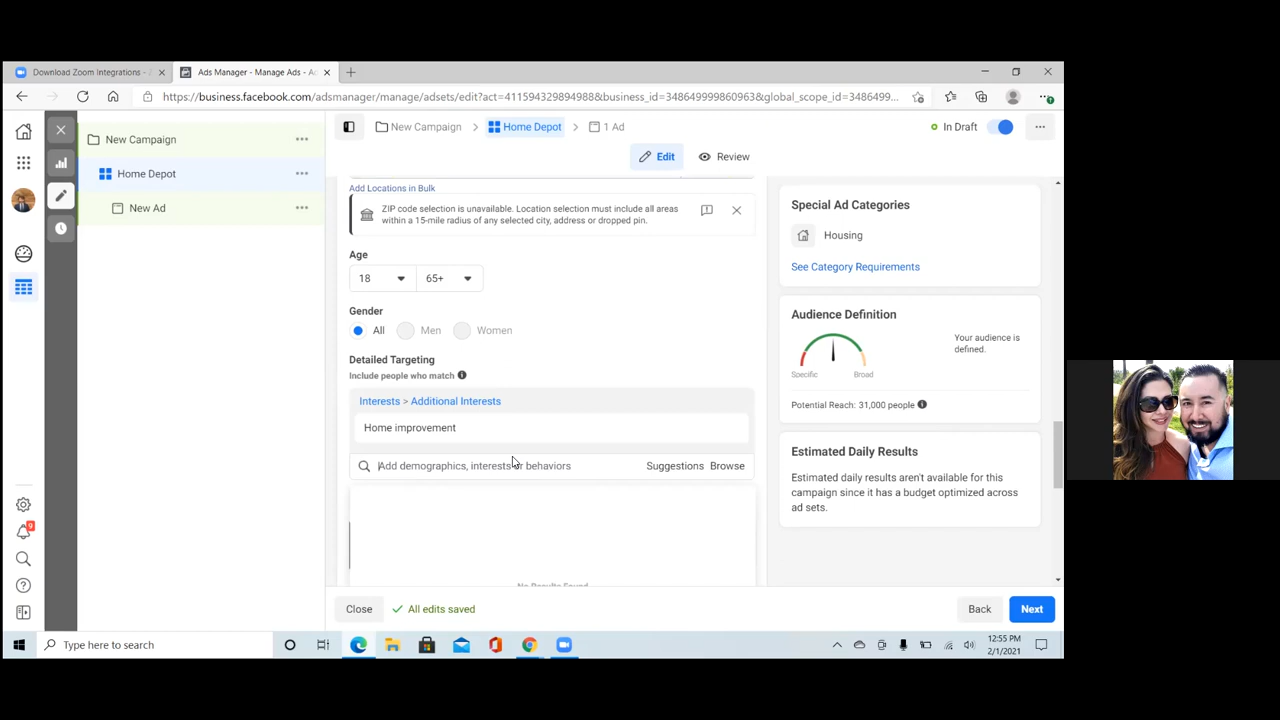 Download Zoom Integrations -
Ads Manager - Manage Ads - Ad
https://business.facebook.com/adsmanager/manage/adsets/edit?act=411594329894988&business_id=348649999860963&global_scope_id=3486499...
New Campaign
Home Depot
New Ad
New Campaign > Home Depot > 1 Ad
In Draft
Edit
Review
Add Locations in Bulk
ZIP code selection is unavailable. Location selection must include all areas
within a 15-mile radius of any selected city, address or dropped pin.
Age
18
65+
Gender
All
Men
Women
Detailed Targeting
Include people who match
Interests > Additional Interests
Home improvement
Add demographics, interests or behaviors
Suggestions
Browse
No Results Found
Close
All edits saved
Back
Next
Special Ad Categories
Housing
See Category Requirements
Audience Definition
Your audience is
defined.
Specific
Broad
Potential Reach: 31,000 people
Estimated Daily Results
Estimated daily results aren't available for this
campaign since it has a budget optimized across
ad sets.
9
Type here to search
12:55 PM
2/1/2021